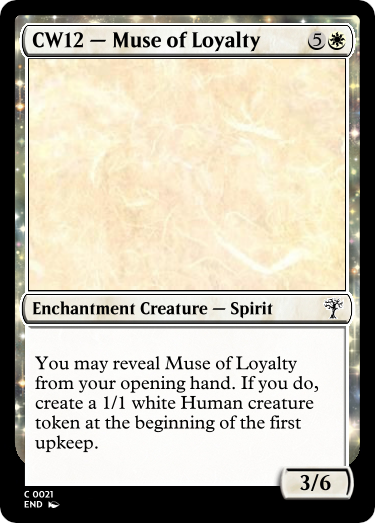 CW12 — Muse of Loyalty 5
Enchantment Creature — Spirit
You may reveal Muse of Loyalty
from your opening hand. If you do,
create a 1/1 white Human creature
token at the beginning of the first
upkeep.
3/6
C 0021
END